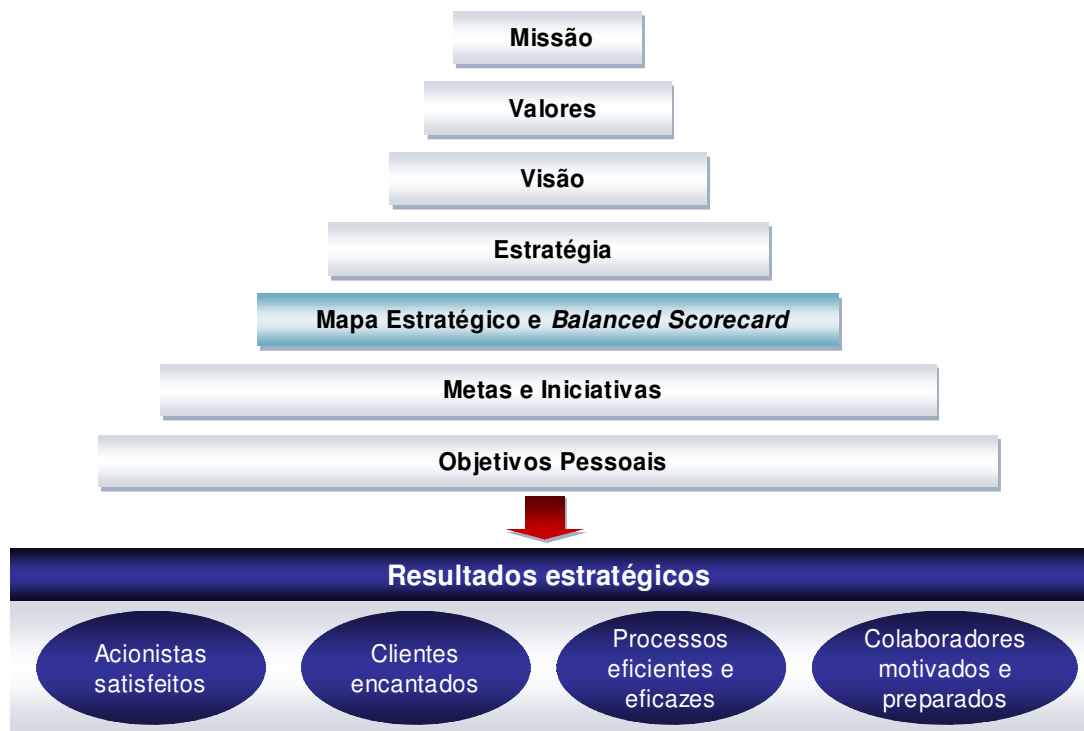 Missão
Valores
Visão
Estratégia
Mapa Estratégico e Balanced Scorecard
Metas e Iniciativas
Objetivos Pessoais
Resultados estratégicos
Acionistas
satisfeitos
Clientes
encantados
Processos
eficientes e
eficazes
Colaboradores
motivados e
preparados